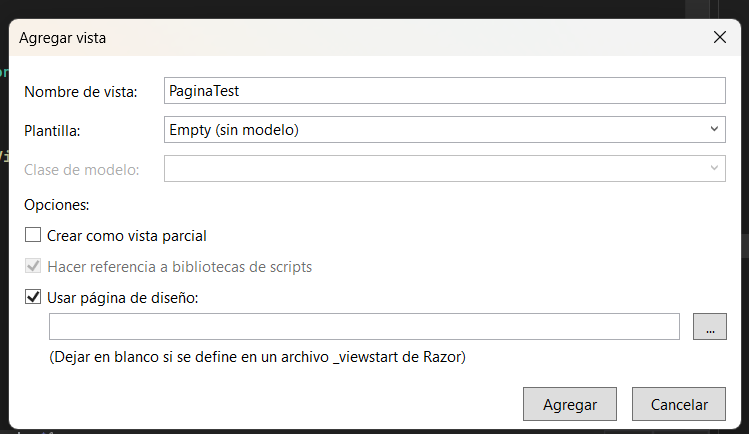 Agregar vista
Nombre de vista: PaginaTest
Plantilla: Empty (sin modelo)
Clase de modelo:
Opciones:
Crear como vista parcial
Hacer referencia a bibliotecas de scripts
Usar página de diseño:
...
(Dejar en blanco si se define en un archivo _viewstart de Razor)
Agregar Cancelar